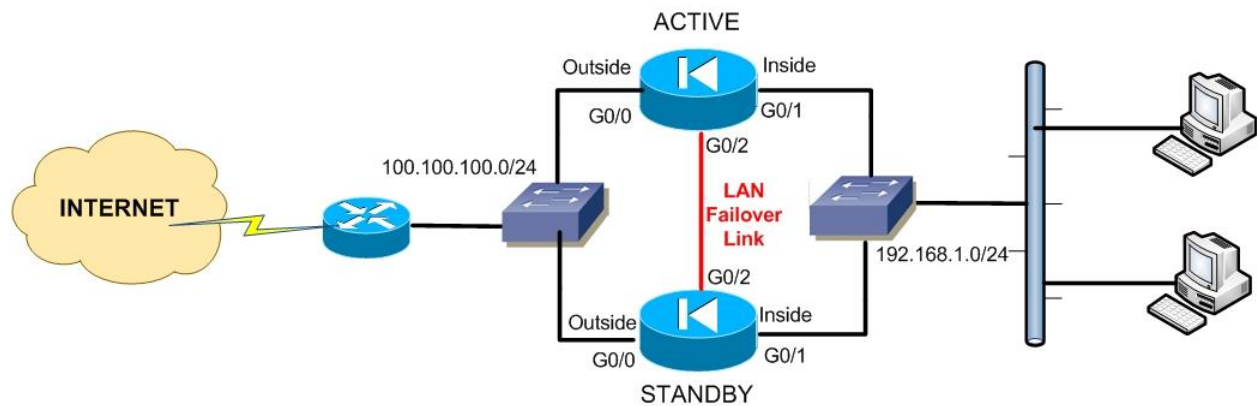 ACTIVE
Outside
Inside
G0/0
G0/1
G0/2
100.100.100.0/24
INTERNET
LAN
Failover
Link
192.168.1.0/24
G0/2
Outside
Inside
G0/0
G0/1
STANDBY